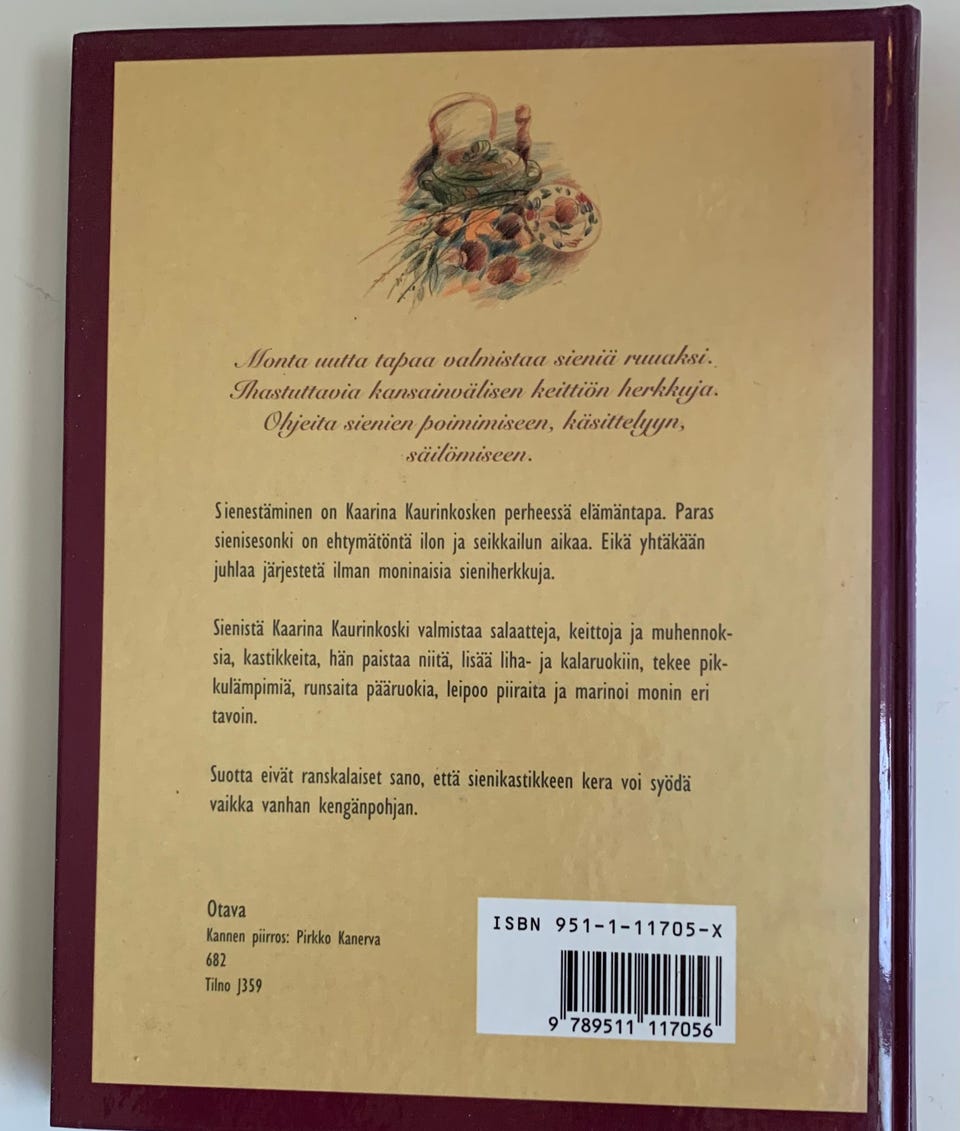 Monta uutta tapaa valmistaa sieniä ruuaksi.
Ihastuttavia kansainvälisen keittiön herkkuja.
Ohjeita sienien poimimiseen, käsittelyyn,
säilömiseen.
Sienestäminen on Kaarina Kaurinkosken perheessä elämäntapa. Paras
sienisesonki on ehtymätöntä ilon ja seikkailun aikaa. Eikä yhtäkään
juhlaa järjestetä ilman moninaisia sieniherkkuja.
Sienistä Kaarina Kaurinkoski valmistaa salaatteja, keittoja ja muhennok-
sia, kastikkeita, hän paistaa niitä, lisää liha- ja kalaruokiin, tekee pik-
kulämpimiä, runsaita pääruokia, leipoo piiraita ja marinoi monin eri
tavoin.
Suotta eivät ranskalaiset sano, että sienikastikkeen kera voi syödä
vaikka vanhan kengänpohjan.
Otava
Kannen piirros: Pirkko Kanerva
682
Tilno J359
ISBN 951-1-11705-X
9 789511 117056